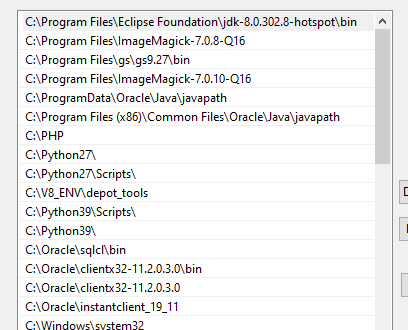 C:\Program Files\Eclipse Foundation\jdk-8.0.302.8-hotspot\bin
C:\Program Files\ImageMagick-7.0.8-Q16
C:\Program Files\gs\gs9.27\bin
C:\Program Files\ImageMagick-7.0.10-Q16
C:\ProgramData\Oracle\Java\javapath
C:\Program Files (x86)\Common Files\Oracle\Java\javapath
C:\PHP
C:\Python27\
C:\Python27\Scripts\
C:\V8_ENV\depot_tools
C:\Python39\Scripts\
C:\Python39\
C:\Oracle\sqlcl\bin
C:\Oracle\clientx32-11.2.0.3.0\bin
C:\Oracle\clientx32-11.2.0.3.0
C:\Oracle\instantclient_19_11
C:\Windows\system32